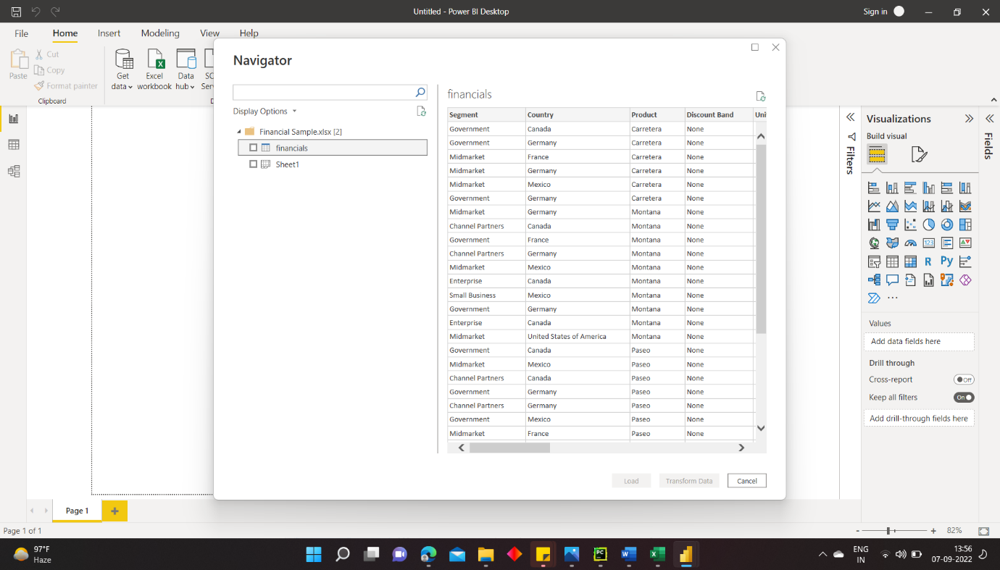 Untitled - Power BI Desktop
Sign in
File Home Insert Modeling View Help
Paste
Cut
Copy
Format painter
Clipboard
Get data
Excel workbook
Data hub
Navigator
Display Options
Financial Sample.xlsx [2]
financials
Sheet1
financials
Segment Country Product Discount Band Uni
Government Canada Carretera None
Government Germany Carretera None
Midmarket France Carretera None
Midmarket Germany Carretera None
Midmarket Mexico Carretera None
Government Germany Carretera None
Midmarket Germany Montana None
Channel Partners Canada Montana None
Government France Montana None
Channel Partners Germany Montana None
Midmarket Mexico Montana None
Enterprise Canada Montana None
Small Business Mexico Montana None
Government Germany Montana None
Enterprise Canada Montana None
Midmarket United States of America Montana None
Government Canada Paseo None
Midmarket Mexico Paseo None
Channel Partners Canada Paseo None
Government Germany Paseo None
Channel Partners Germany Paseo None
Government Mexico Paseo None
Midmarket France Paseo None
Load Transform Data Cancel
Filters
Visualizations
Build visual
123
R Py
Values
Add data fields here
Drill through
Cross-report Off
Keep all filters On
Add drill-through fields here
Fields
Page 1
Page 1 of 1
- + 82%
97°F
Haze
PC
W
X
ENG
IN
13:56
07-09-2022